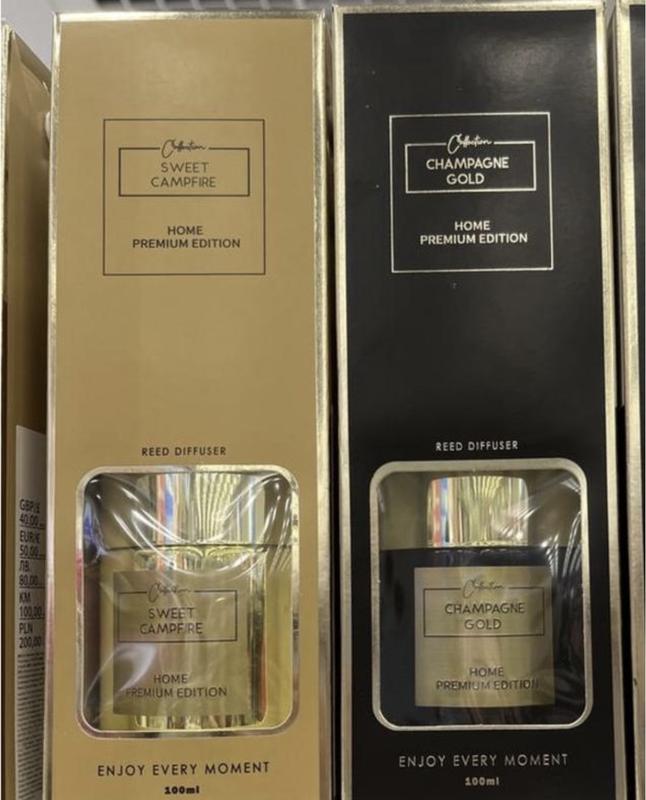 Collection
SWEET
CAMPFIRE
HOME
PREMIUM EDITION
REED DIFFUSER
Collection
SWEET
CAMPFIRE
HOME
PREMIUM EDITION
ENJOY EVERY MOMENT
100ml
Collection
CHAMPAGNE
GOLD
HOME
PREMIUM EDITION
REED DIFFUSER
Collection
CHAMPAGNE
GOLD
HOME
PREMIUM EDITION
ENJOY EVERY MOMENT
100ml
GBP/£
40,00
EUR/€
50,00
ЛВ.
80,00
KM
100,00
PLN
200,00